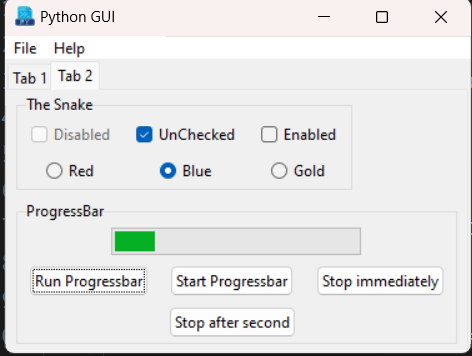 Python GUI
File Help
Tab 1 Tab 2
The Snake
Disabled UnChecked Enabled
Red Blue Gold
ProgressBar
Run Progressbar Start Progressbar Stop immediately
Stop after second